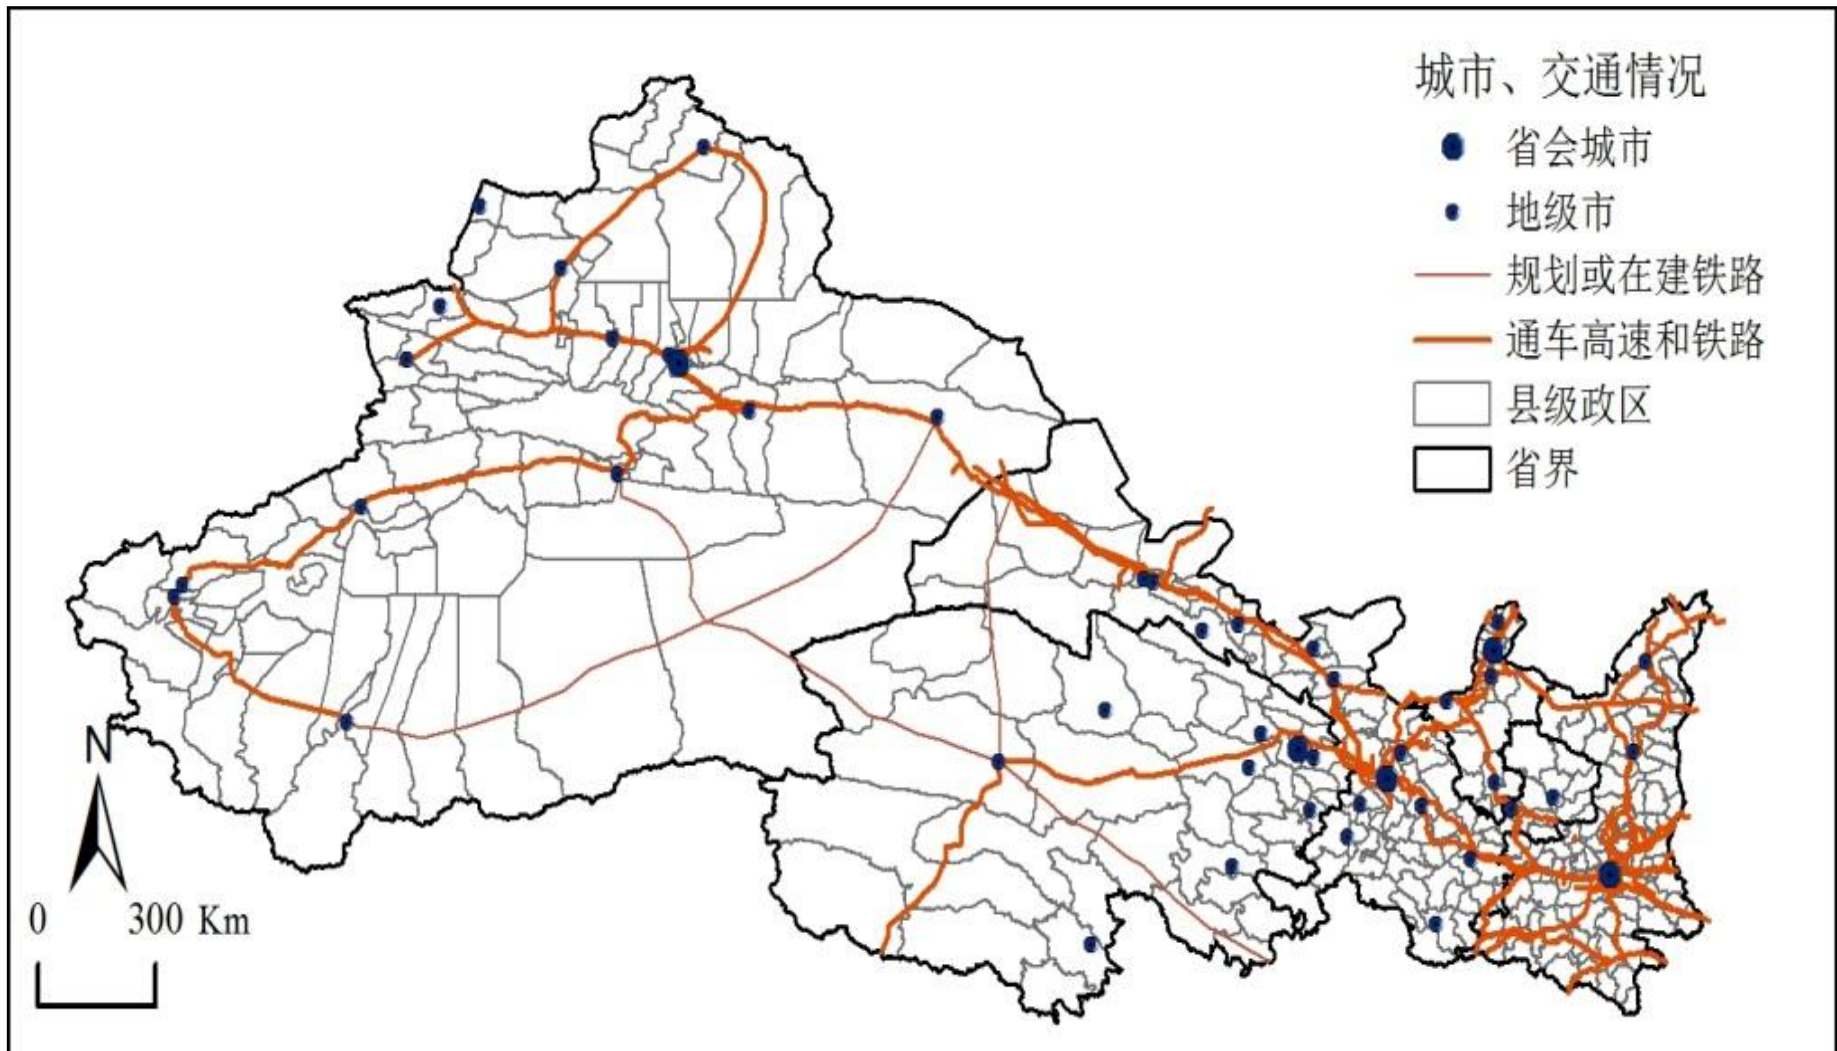 城市、交通情况
省会城市
地级市
规划或在建铁路
通车高速和铁路
县级政区
省界
N
0 300 Km